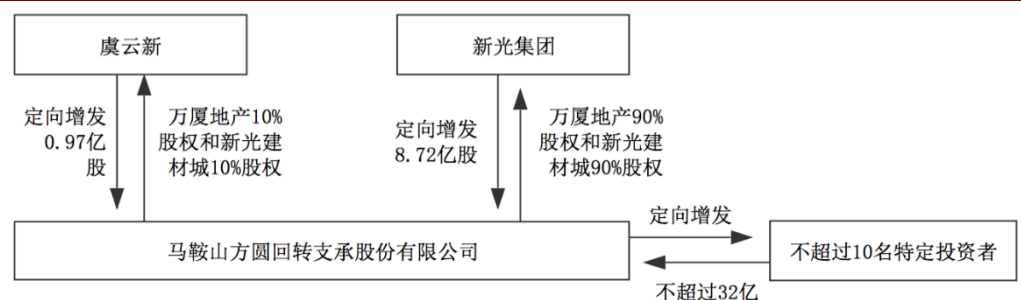 虞云新
新光集团
定向增发
0.97亿
股
万厦地产10%
股权和新光建
材城10%股权
定向增发
8.72亿股
万厦地产90%
股权和新光建
材城90%股权
马鞍山方圆回转支承股份有限公司
定向增发
不超过10名特定投资者
不超过32亿